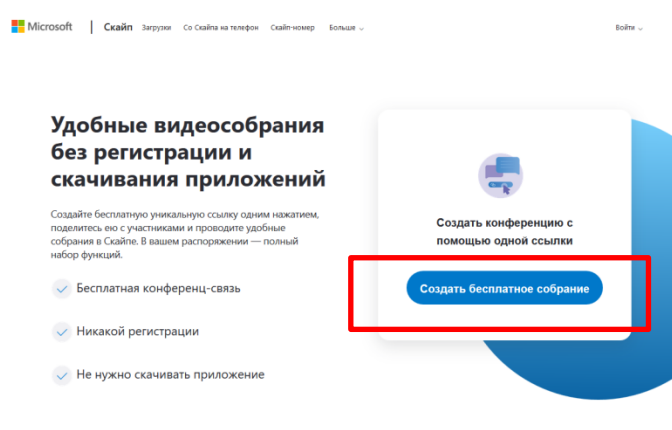 Microsoft Скайп Загрузки Со Скайпа на телефон Скайп-номер Больше Войти
Удобные видеособрания
без регистрации и
скачивания приложений
Создайте бесплатную уникальную ссылку одним нажатием,
поделитесь ею с участниками и проводите удобные
собрания в Скайпе. В вашем распоряжении — полный
набор функций.
Бесплатная конференц-связь
Никакой регистрации
Не нужно скачивать приложение
Создать конференцию с
помощью одной ссылки
Создать бесплатное собрание